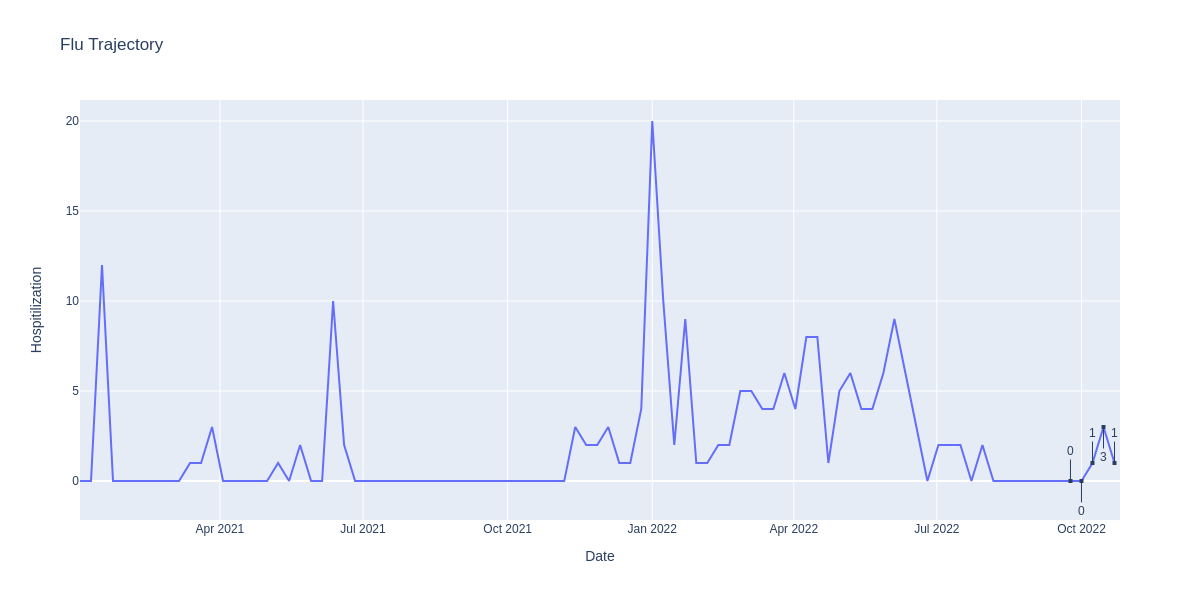 Flu Trajectory
20
15
10
5
0
Hospitilization
0
0
1
3
1
Apr 2021
Jul 2021
Oct 2021
Jan 2022
Apr 2022
Jul 2022
Oct 2022
Date